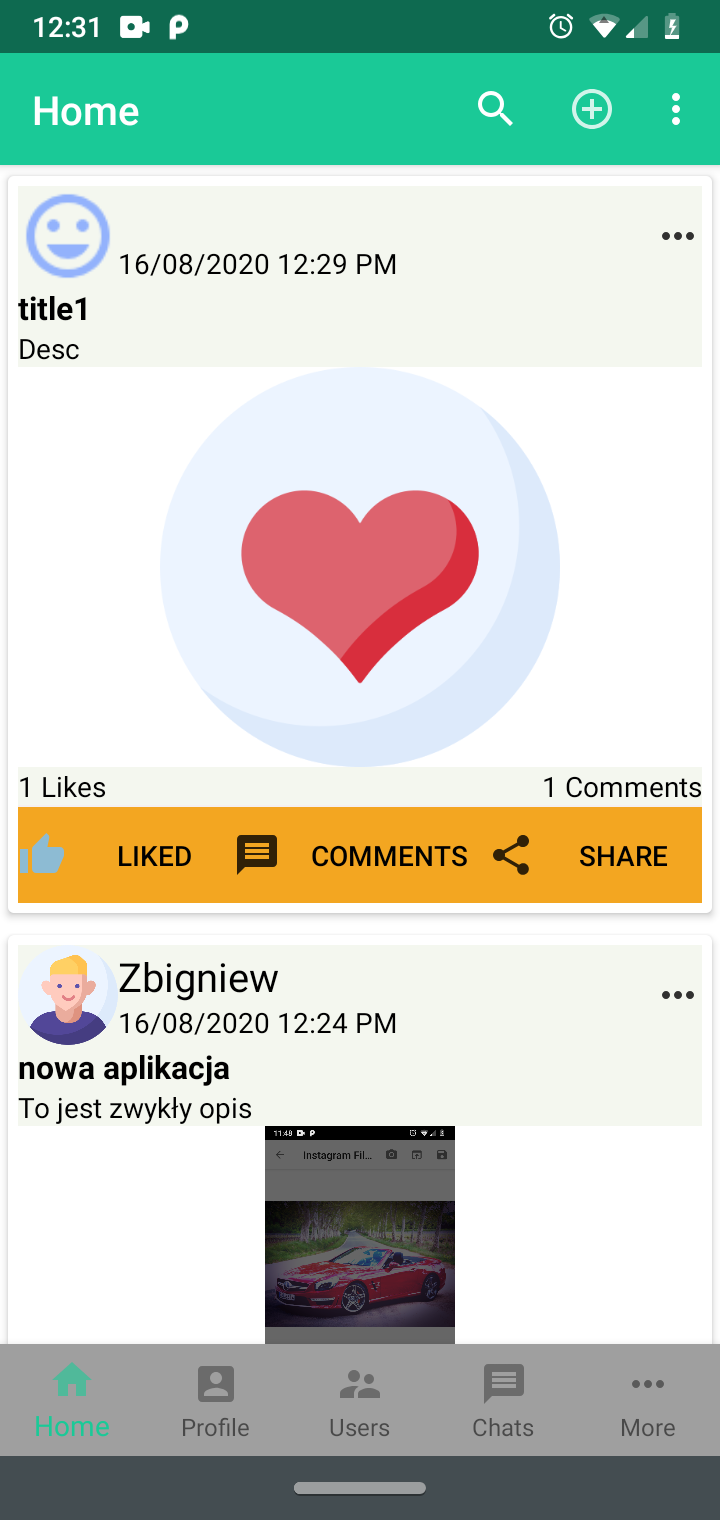 12:31
Home
16/08/2020 12:29 PM
title1
Desc
1 Likes 1 Comments
LIKED COMMENTS SHARE
Zbigniew
16/08/2020 12:24 PM
nowa aplikacja
To jest zwykły opis
11:48
Instagram Fil...
Home Profile Users Chats More